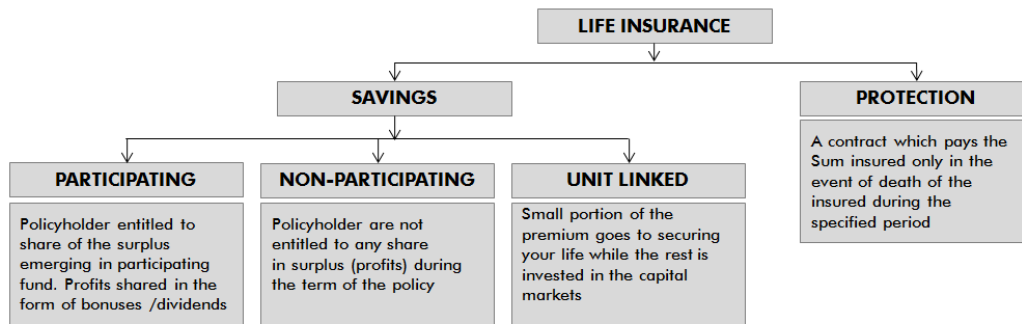 LIFE INSURANCE
SAVINGS
PROTECTION
A contract which pays the
Sum insured only in the
event of death of the
insured during the
specified period
PARTICIPATING
Policyholder entitled to
share of the surplus
emerging in participating
fund. Profits shared in the
form of bonuses /dividends
NON-PARTICIPATING
Policyholder are not
entitled to any share
in surplus (profits) during
the term of the policy
UNIT LINKED
Small portion of the
premium goes to securing
your life while the rest is
invested in the capital
markets